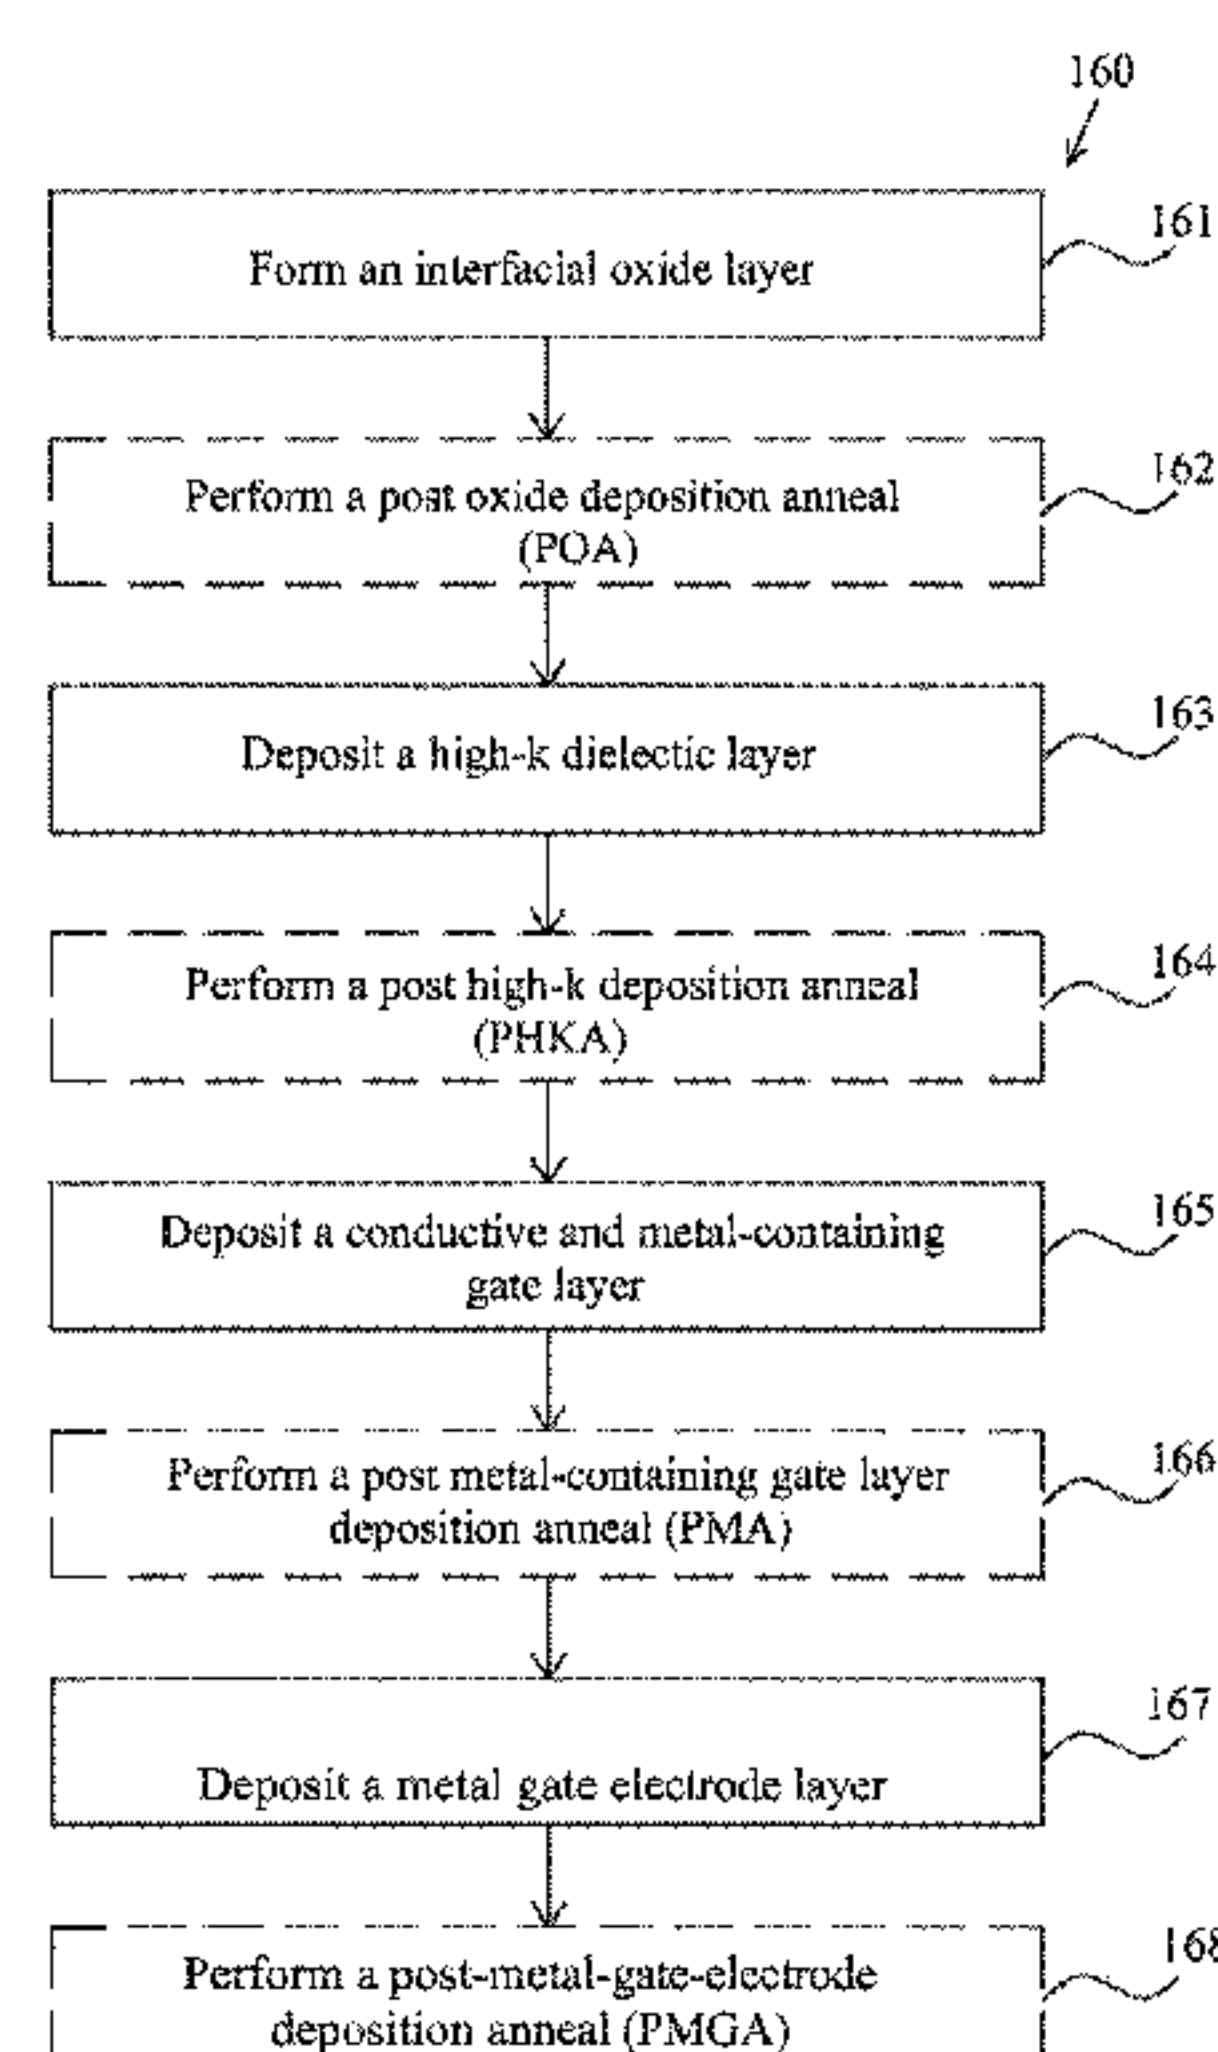 160
161
Form an interfacial oxide layer
162
Perform a post oxide deposition anneal
(POA)
163
Deposit a high-k dielectic layer
164
Perform a post high-k deposition anneal
(PHKA)
165
Deposit a conductive and metal-containing
gate layer
166
Perform a post metal-containing gate layer
deposition anneal (PMA)
167
Deposit a metal gate electrode layer
168
Perform a post-metal-gate-electrode
deposition anneal (PMGA)